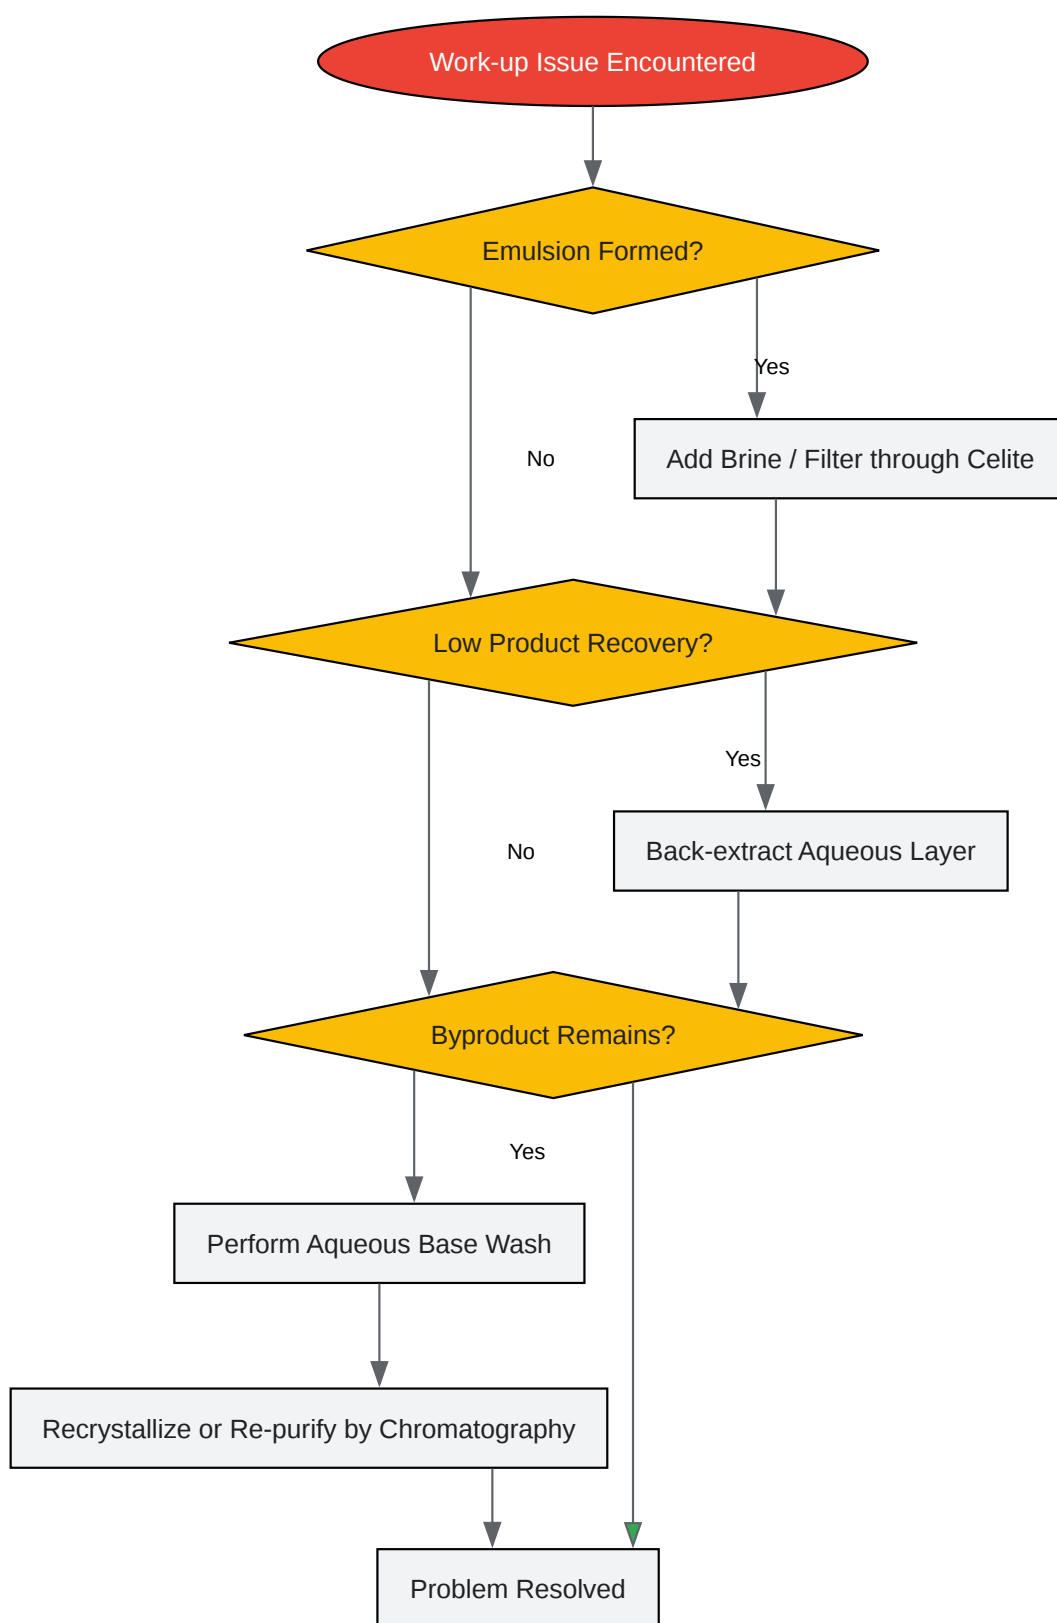 Work-up Issue Encountered
Emulsion Formed?
Yes
No
Add Brine / Filter through Celite
Low Product Recovery?
Yes
No
Back-extract Aqueous Layer
Byproduct Remains?
Yes
Perform Aqueous Base Wash
Recrystallize or Re-purify by Chromatography
Problem Resolved